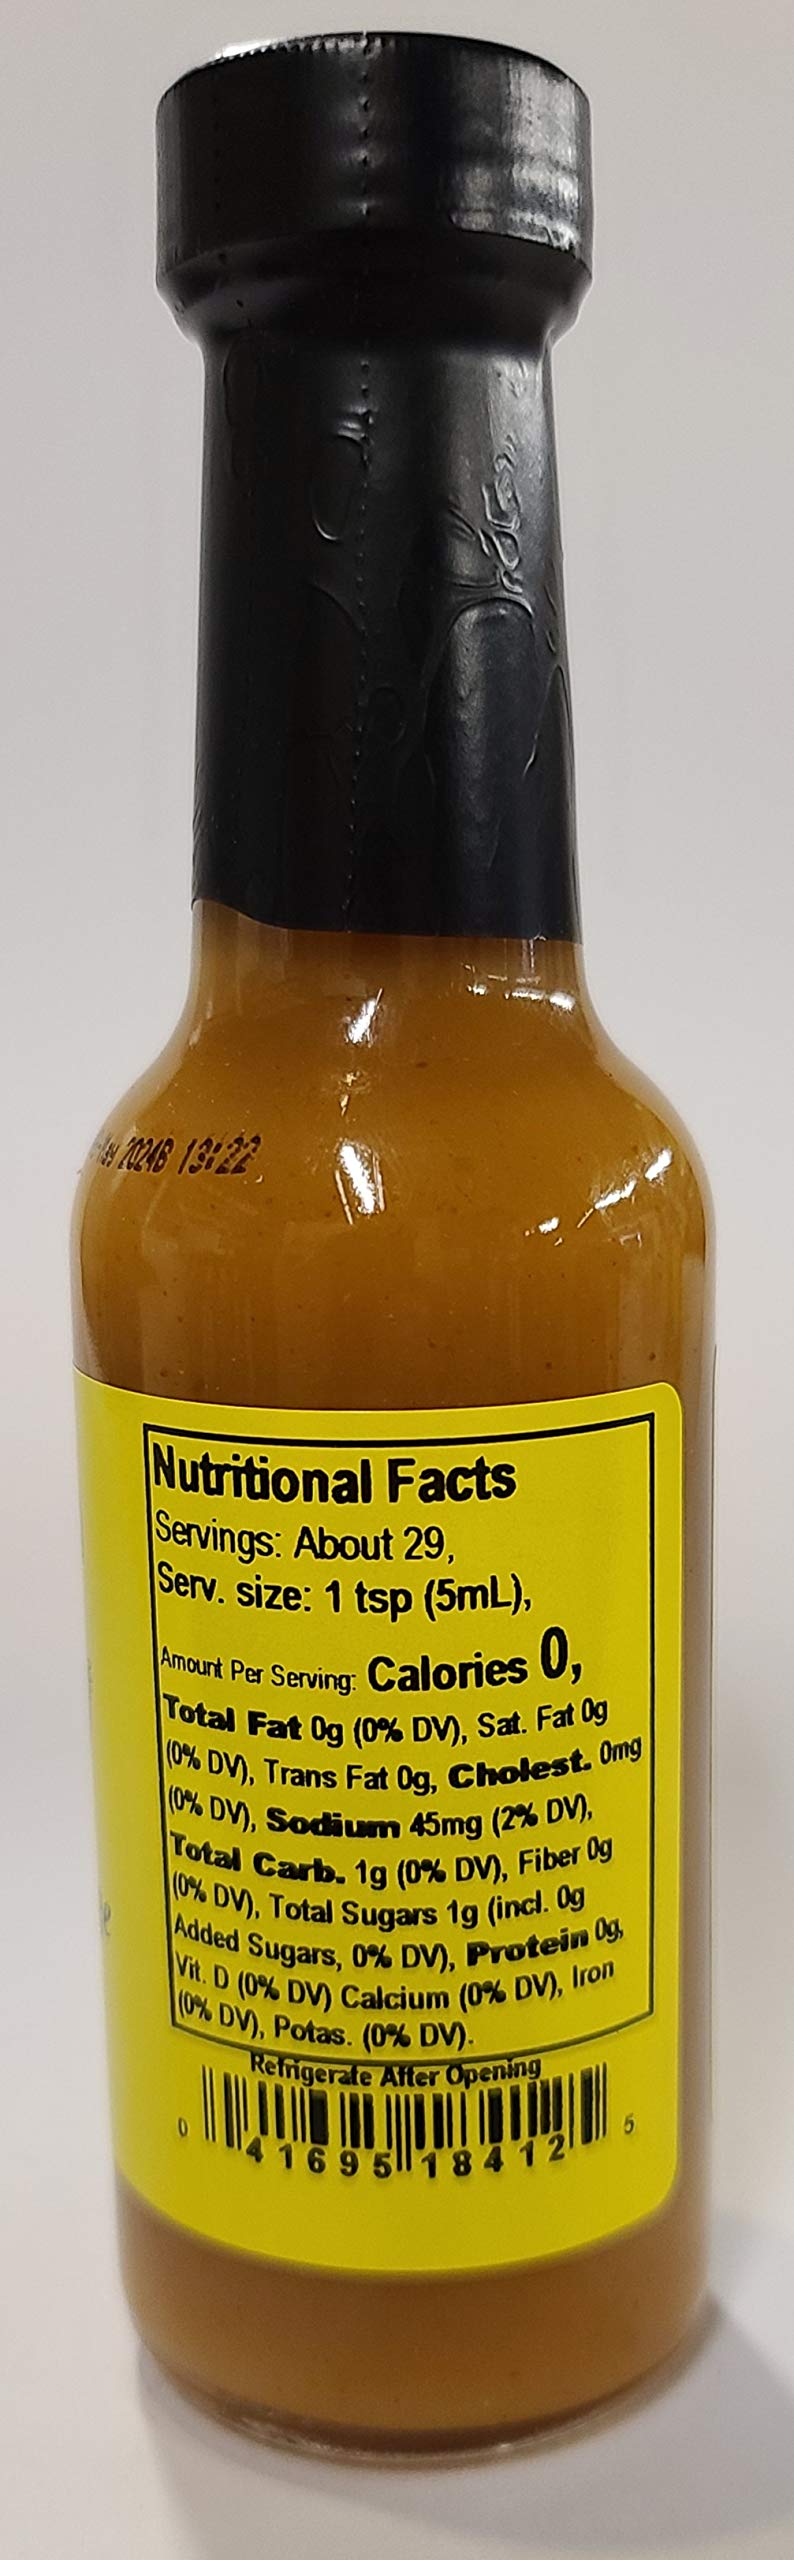 2024B 13:22
Nutritional Facts
Servings: About 29,
Serv. size: 1 tsp (5mL),
Amount Per Serving: Calories 0,
Total Fat 0g (0% DV), Sat. Fat 0g
(0% DV), Trans Fat 0g, Cholest. 0mg
(0% DV), Sodium 45mg (2% DV),
Total Carb. 1g (0% DV), Fiber 0g
(0% DV), Total Sugars 1g (incl. 0g
Added Sugars, 0% DV), Protein 0g,
Vit. D (0% DV) Calcium (0% DV), Iron
(0% DV), Potas. (0% DV).
Refrigerate After Opening
0 41695 18412 5